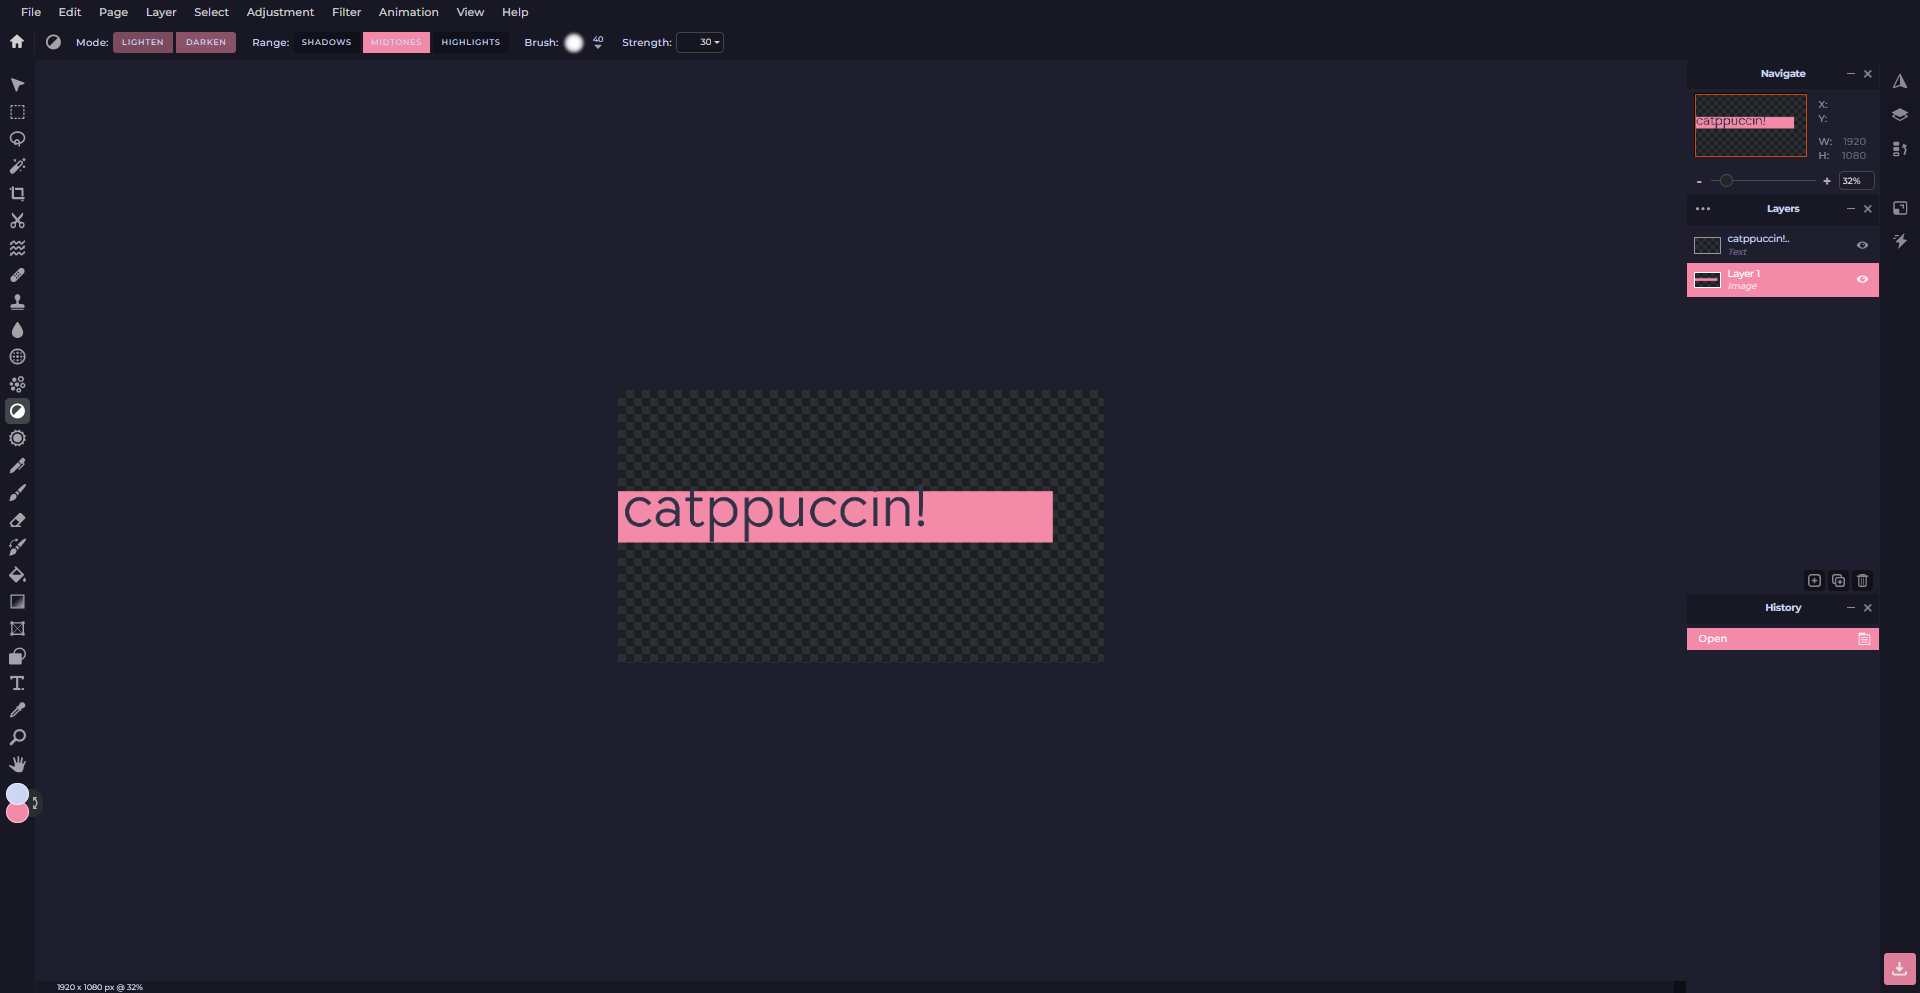 File Edit Page Layer Select Adjustment Filter Animation View Help
Mode: LIGHTEN DARKEN Range: SHADOWS MIDTONES HIGHLIGHTS Brush: 40 Strength: 30
Navigate
catppuccin!
X:
Y:
W: 1920
H: 1080
- + 32%
Layers
catppuccin!..
Text
Layer 1
Image
catppuccin!
History
Open
1920 x 1080 px @ 32%